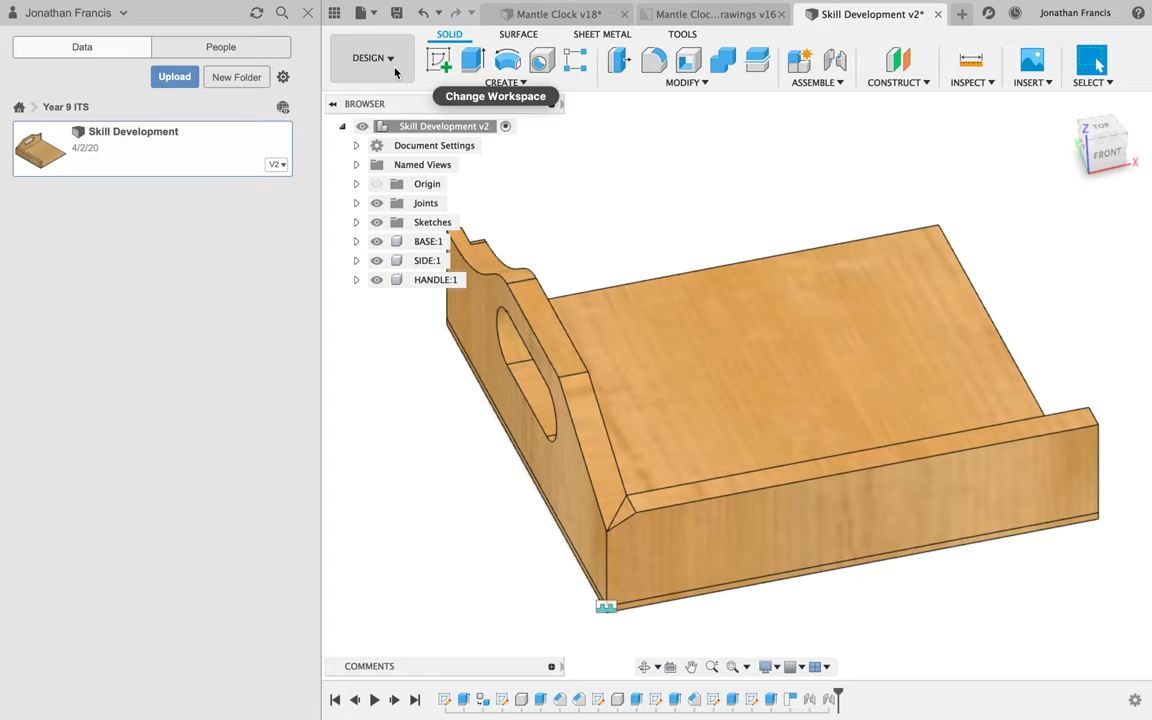 Jonathan Francis
Mantle Clock v18*
Mantle Cloc...rawings v16
Skill Development v2*
Jonathan Francis
Data
People
SOLID
SURFACE
SHEET METAL
TOOLS
DESIGN
Upload
New Folder
CREATE
MODIFY
ASSEMBLE
CONSTRUCT
INSPECT
INSERT
SELECT
Change Workspace
BROWSER
Year 9 ITS
Skill Development
4/2/20
V2
Skill Development v2
Document Settings
Named Views
Origin
Joints
Sketches
BASE:1
SIDE:1
HANDLE:1
TOP
Z
FRONT
X
COMMENTS